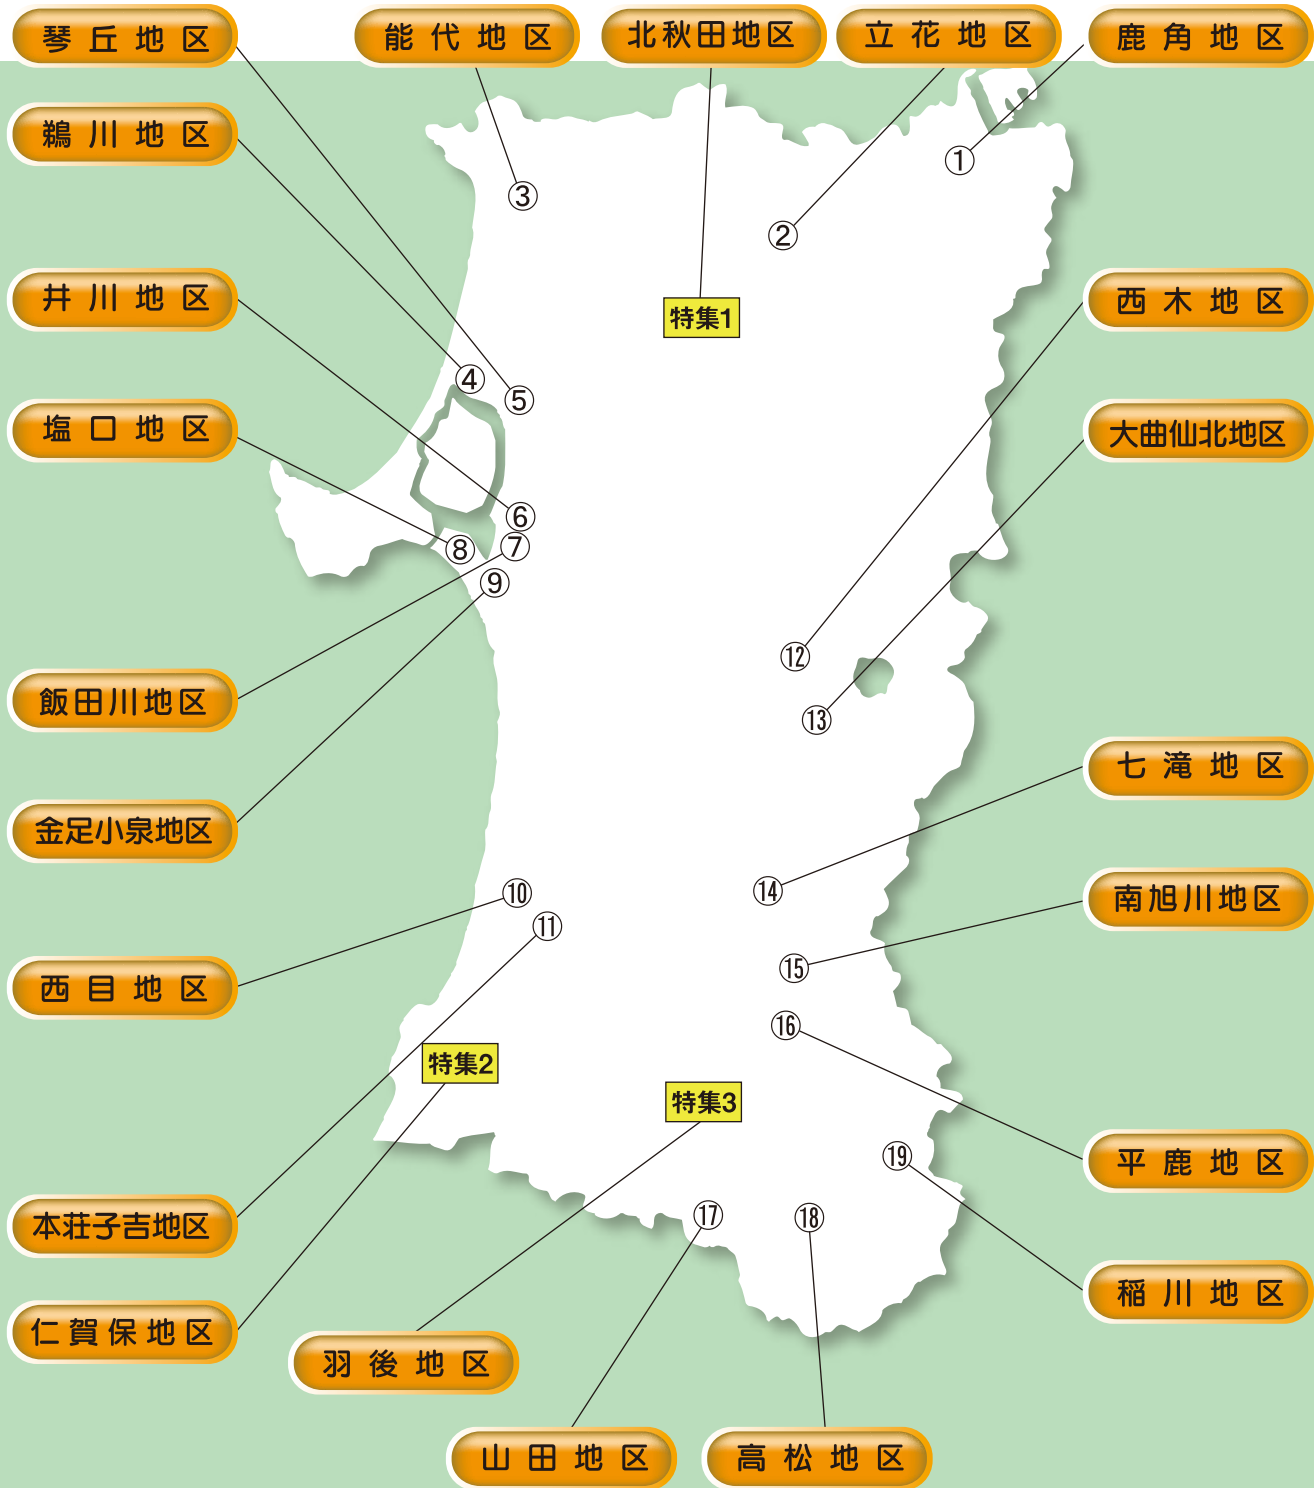 琴丘地区
能代地区
北秋田地区
立花地区
鹿角地区
鵜川地区
①
③
②
井川地区
西木地区
特集1
④
⑤
塩口地区
大曲仙北地区
⑥
⑦
⑧
⑨
⑫
飯田川地区
⑬
七滝地区
金足小泉地区
⑩
⑭
南旭川地区
⑪
西目地区
⑮
⑯
特集2
特集3
⑲
平鹿地区
本荘子吉地区
⑰
⑱
稲川地区
仁賀保地区
羽後地区
山田地区
高松地区